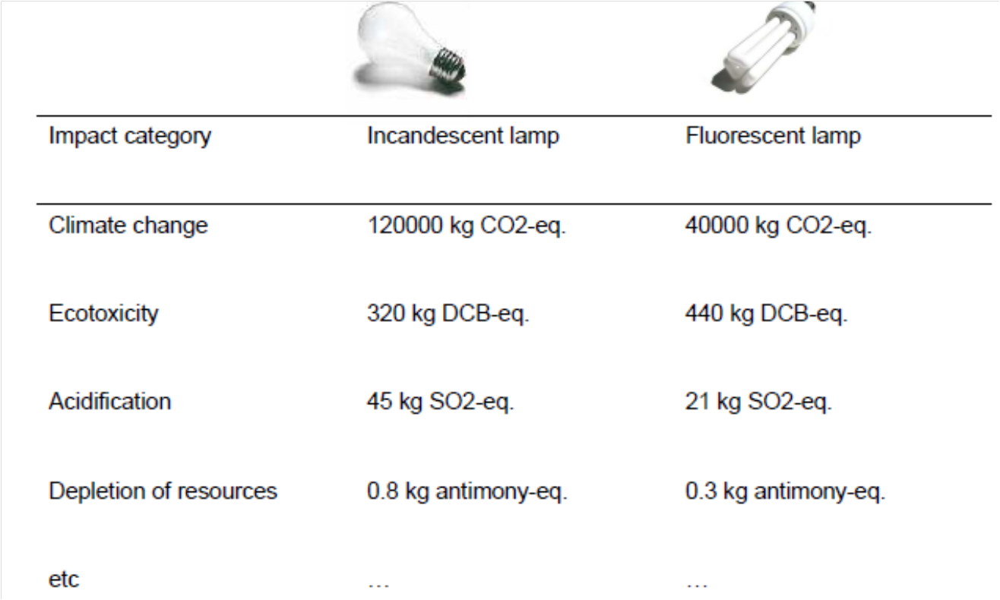 Impact category Incandescent lamp Fluorescent lamp
Climate change 120000 kg CO2-eq. 40000 kg CO2-eq.
Ecotoxicity 320 kg DCB-eq. 440 kg DCB-eq.
Acidification 45 kg SO2-eq. 21 kg SO2-eq.
Depletion of resources 0.8 kg antimony-eq. 0.3 kg antimony-eq.
etc … …